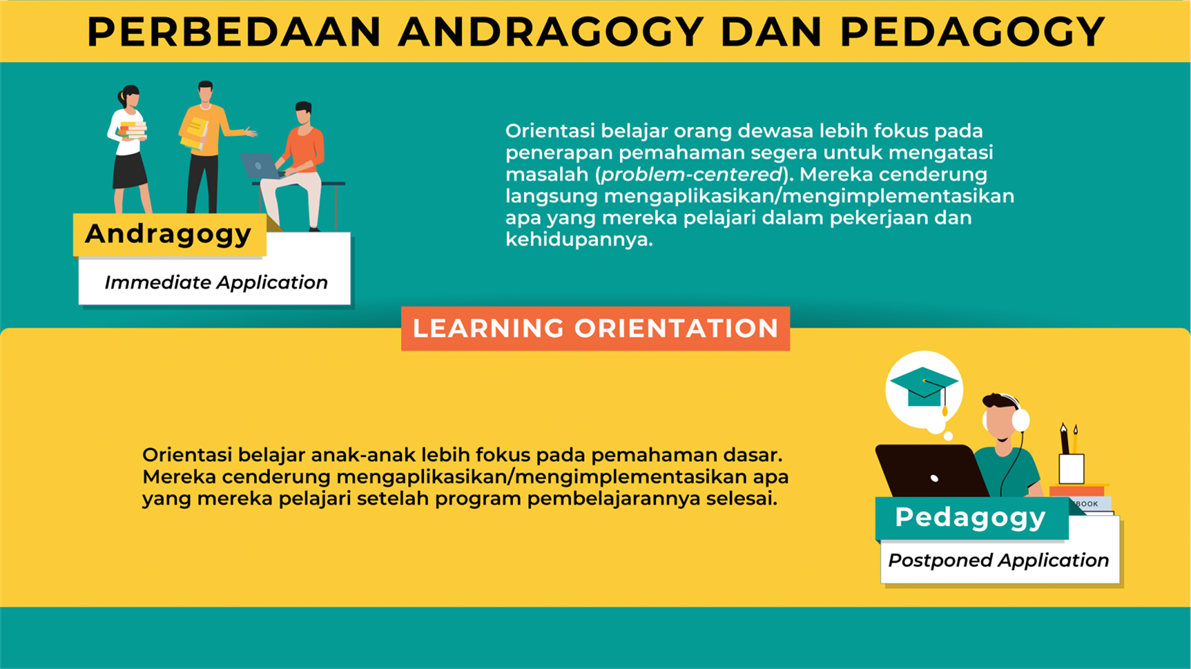 PERBEDAAN ANDRAGOGY DAN PEDAGOGY
Orientasi belajar orang dewasa lebih fokus pada
penerapan pemahaman segera untuk mengatasi
masalah (problem-centered). Mereka cenderung
langsung mengaplikasikan/mengimplementasikan
apa yang mereka pelajari dalam pekerjaan dan
kehidupannya.
Andragogy
Immediate Application
LEARNING ORIENTATION
Orientasi belajar anak-anak lebih fokus pada pemahaman dasar.
Mereka cenderung mengaplikasikan/mengimplementasikan apa
yang mereka pelajari setelah program pembelajarannya selesai.
Pedagogy
Postponed Application